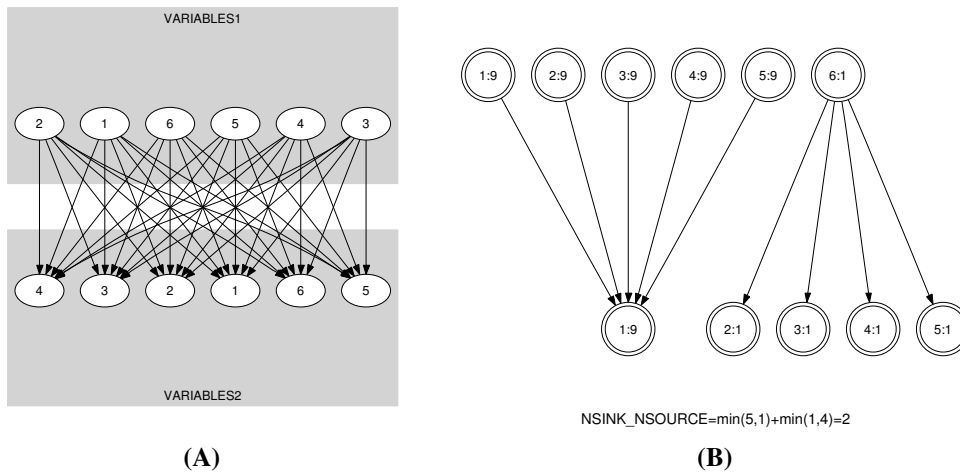 VARIABLES1
2 1 6 5 4 3
4 3 2 1 6 5
VARIABLES2
(A)
1:9 2:9 3:9 4:9 5:9 6:1
1:9 2:1 3:1 4:1 5:1
NSINK_NSOURCE=min(5,1)+min(1,4)=2
(B)